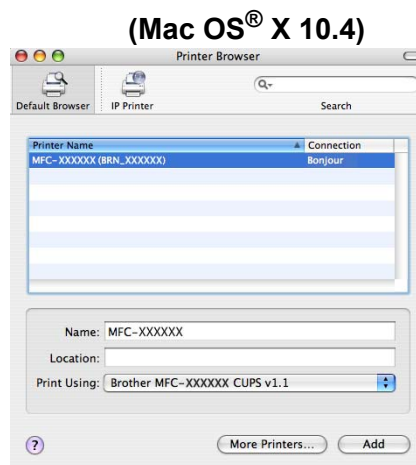 (Mac OS® X 10.4)
Printer Browser
Default Browser IP Printer Search
Printer Name Connection
MFC-XXXXXX (BRN_XXXXXX) Bonjour
Name: MFC-XXXXXX
Location:
Print Using: Brother MFC-XXXXXX CUPS v1.1
? More Printers... Add